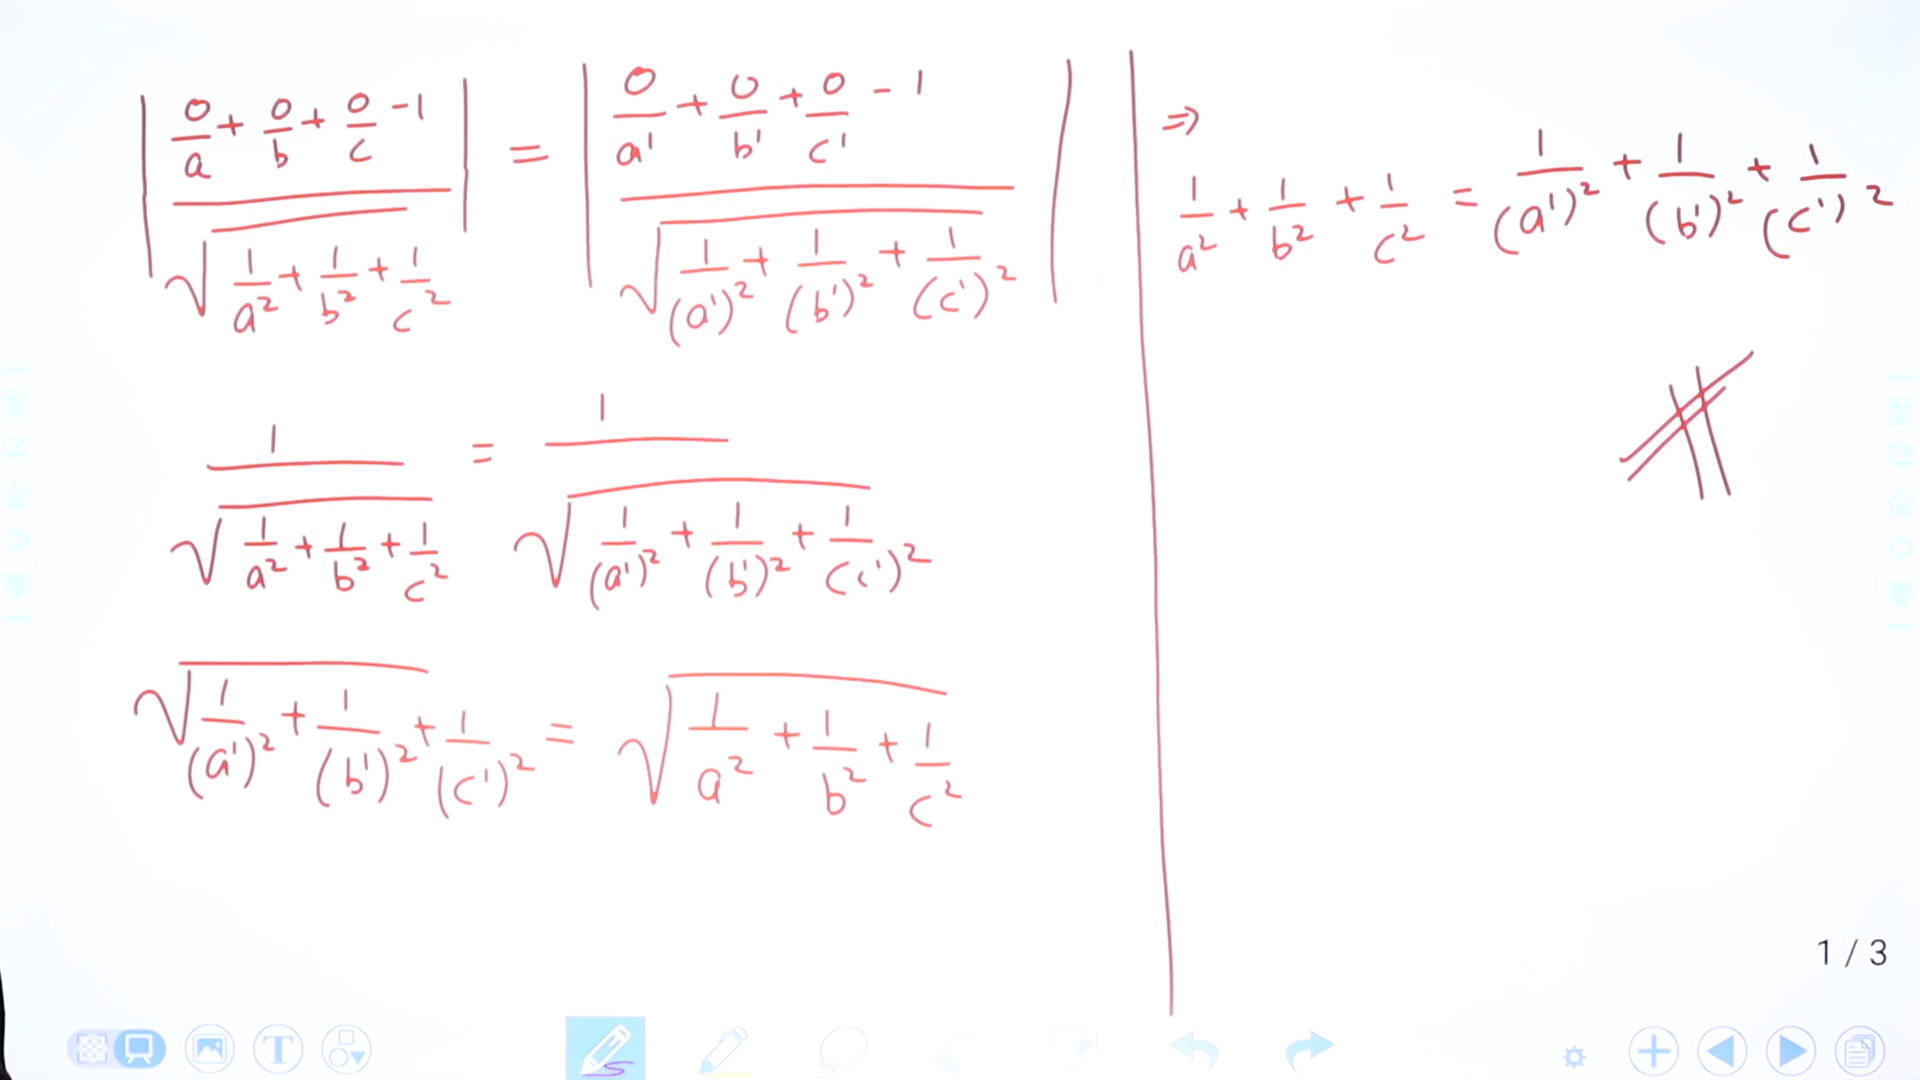 | (0/a + 0/b + 0/c - 1) / √(1/a² + 1/b² + 1/c²) | = | (0/a' + 0/b' + 0/c' - 1) / √(1/(a')² + 1/(b')² + 1/(c')²) |
1 / √(1/a² + 1/b² + 1/c²) = 1 / √(1/(a')² + 1/(b')² + 1/(c')²)
√(1/(a')² + 1/(b')² + 1/(c')²) = √(1/a² + 1/b² + 1/c²)
⇒
1/a² + 1/b² + 1/c² = 1/(a')² + 1/(b')² + 1/(c')²
1 / 3
T